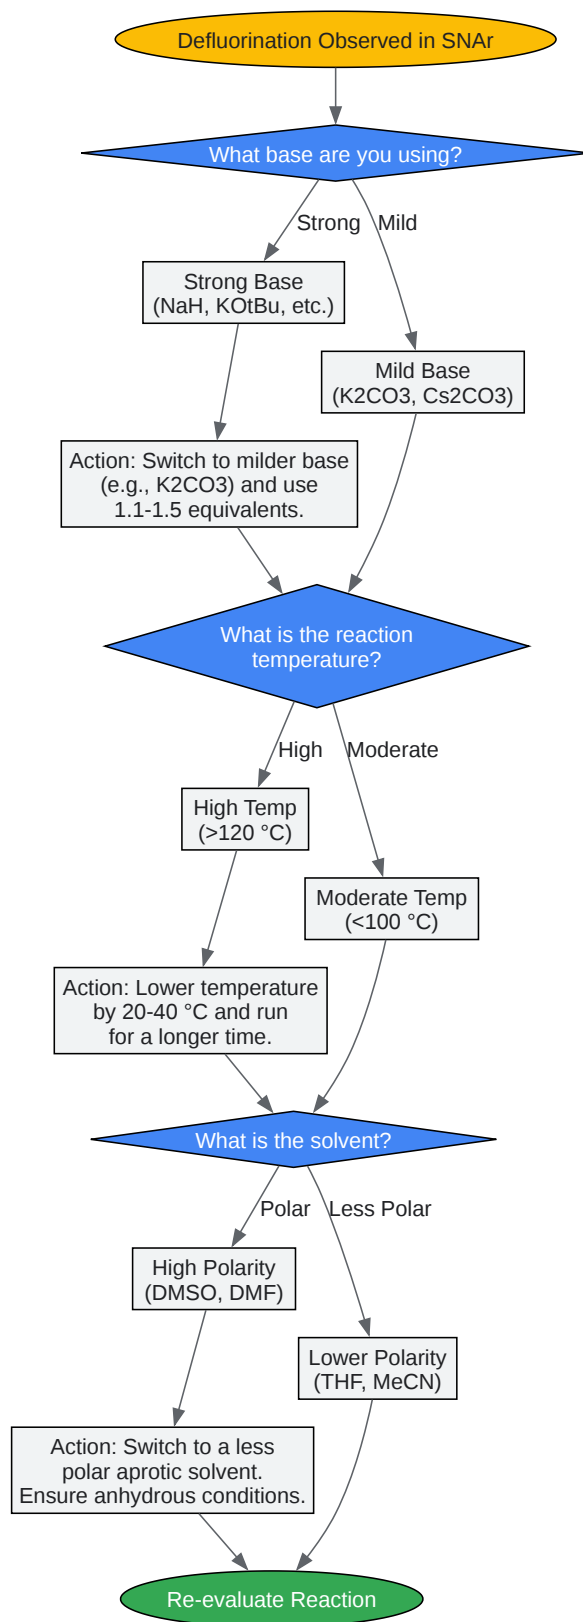 Defluorination Observed in SNAr
What base are you using?
Strong
Mild
Strong Base
(NaH, KOtBu, etc.)
Mild Base
(K2CO3, Cs2CO3)
Action: Switch to milder base
(e.g., K2CO3) and use
1.1-1.5 equivalents.
What is the reaction
temperature?
High
Moderate
High Temp
(>120 °C)
Moderate Temp
(<100 °C)
Action: Lower temperature
by 20-40 °C and run
for a longer time.
What is the solvent?
Polar
Less Polar
High Polarity
(DMSO, DMF)
Lower Polarity
(THF, MeCN)
Action: Switch to a less
polar aprotic solvent.
Ensure anhydrous conditions.
Re-evaluate Reaction